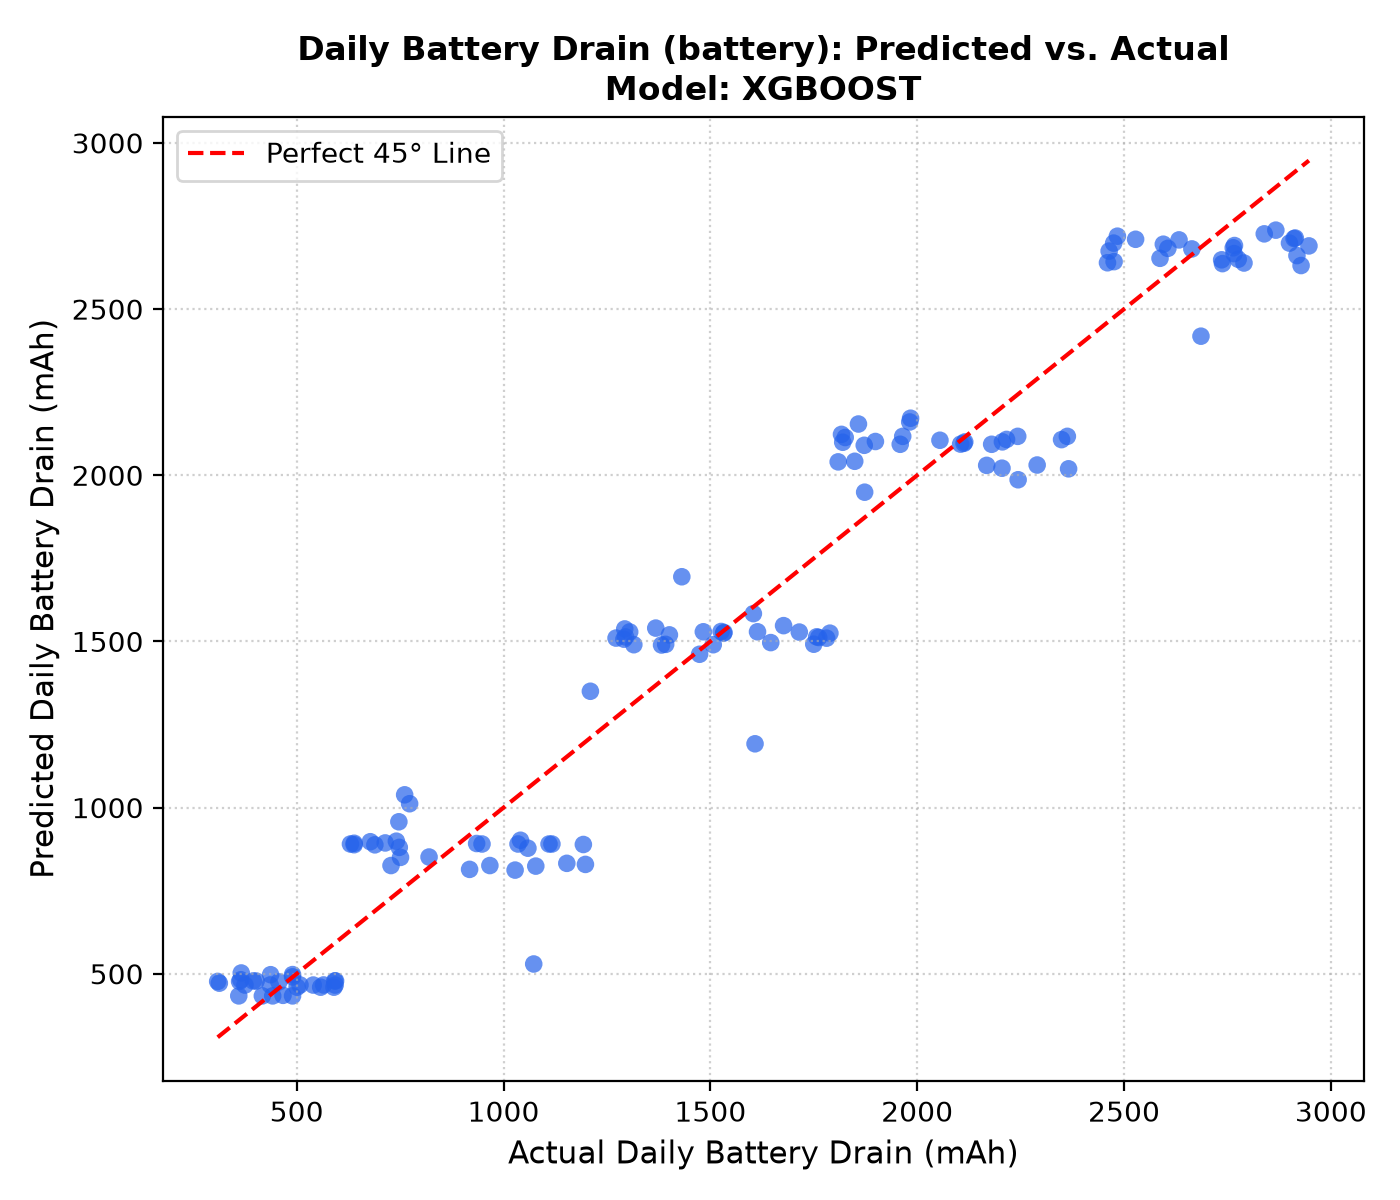 Daily Battery Drain (battery): Predicted vs. Actual
Model: XGBOOST
Perfect 45° Line
3000
2500
2000
1500
1000
500
Predicted Daily Battery Drain (mAh)
500
1000
1500
2000
2500
3000
Actual Daily Battery Drain (mAh)